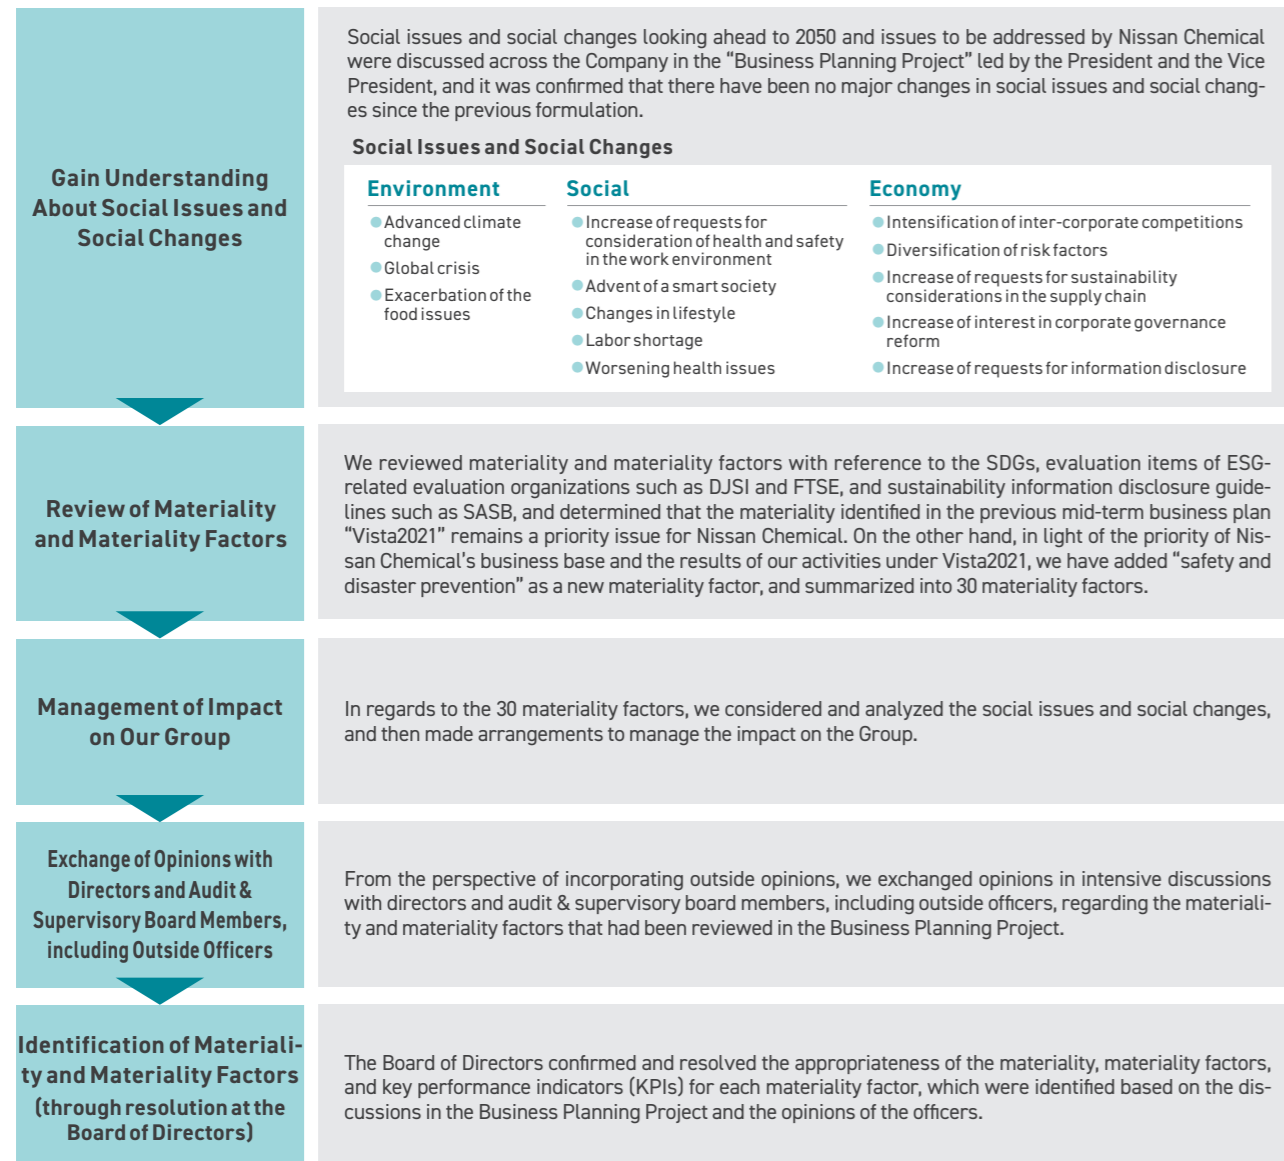 Gain Understanding
About Social Issues and
Social Changes
Social issues and social changes looking ahead to 2050 and issues to be addressed by Nissan Chemical
were discussed across the Company in the “Business Planning Project” led by the President and the Vice
President, and it was confirmed that there have been no major changes in social issues and social chang-
es since the previous formulation.
Social Issues and Social Changes
Environment
● Advanced climate
change
● Global crisis
● Exacerbation of the
food issues
Social
● Increase of requests for
consideration of health and safety
in the work environment
● Advent of a smart society
● Changes in lifestyle
● Labor shortage
● Worsening health issues
Economy
● Intensification of inter-corporate competitions
● Diversification of risk factors
● Increase of requests for sustainability
considerations in the supply chain
● Increase of interest in corporate governance
reform
● Increase of requests for information disclosure
Review of Materiality
and Materiality Factors
We reviewed materiality and materiality factors with reference to the SDGs, evaluation items of ESG-
related evaluation organizations such as DJSI and FTSE, and sustainability information disclosure guide-
lines such as SASB, and determined that the materiality identified in the previous mid-term business plan
“Vista2021” remains a priority issue for Nissan Chemical. On the other hand, in light of the priority of Nis-
san Chemical’s business base and the results of our activities under Vista2021, we have added “safety and
disaster prevention” as a new materiality factor, and summarized into 30 materiality factors.
Management of Impact
on Our Group
In regards to the 30 materiality factors, we considered and analyzed the social issues and social changes,
and then made arrangements to manage the impact on the Group.
Exchange of Opinions with
Directors and Audit &
Supervisory Board Members,
including Outside Officers
From the perspective of incorporating outside opinions, we exchanged opinions in intensive discussions
with directors and audit & supervisory board members, including outside officers, regarding the materiali-
ty and materiality factors that had been reviewed in the Business Planning Project.
Identification of Materiali-
ty and Materiality Factors
(through resolution at the
Board of Directors)
The Board of Directors confirmed and resolved the appropriateness of the materiality, materiality factors,
and key performance indicators (KPIs) for each materiality factor, which were identified based on the dis-
cussions in the Business Planning Project and the opinions of the officers.